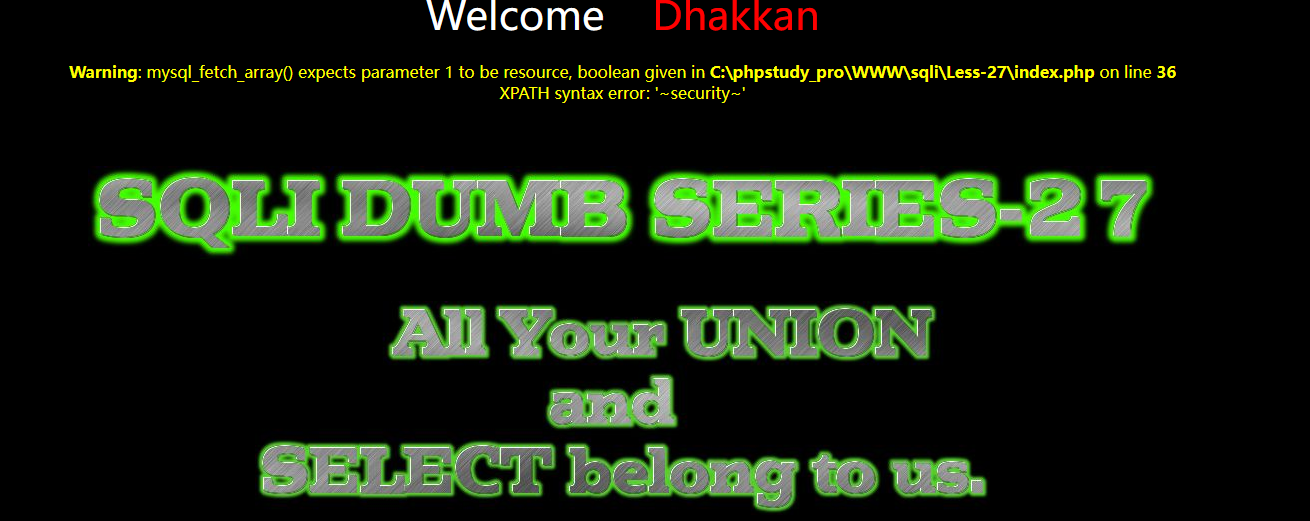 Welcome Dhakkan
Warning: mysql_fetch_array() expects parameter 1 to be resource, boolean given in C:\phpstudy_pro\WWW\sqli\Less-27\index.php on line 36
XPATH syntax error: '~security~'
SQLI DUMB SERIES-27
All Your UNION
and
SELECT belong to us.